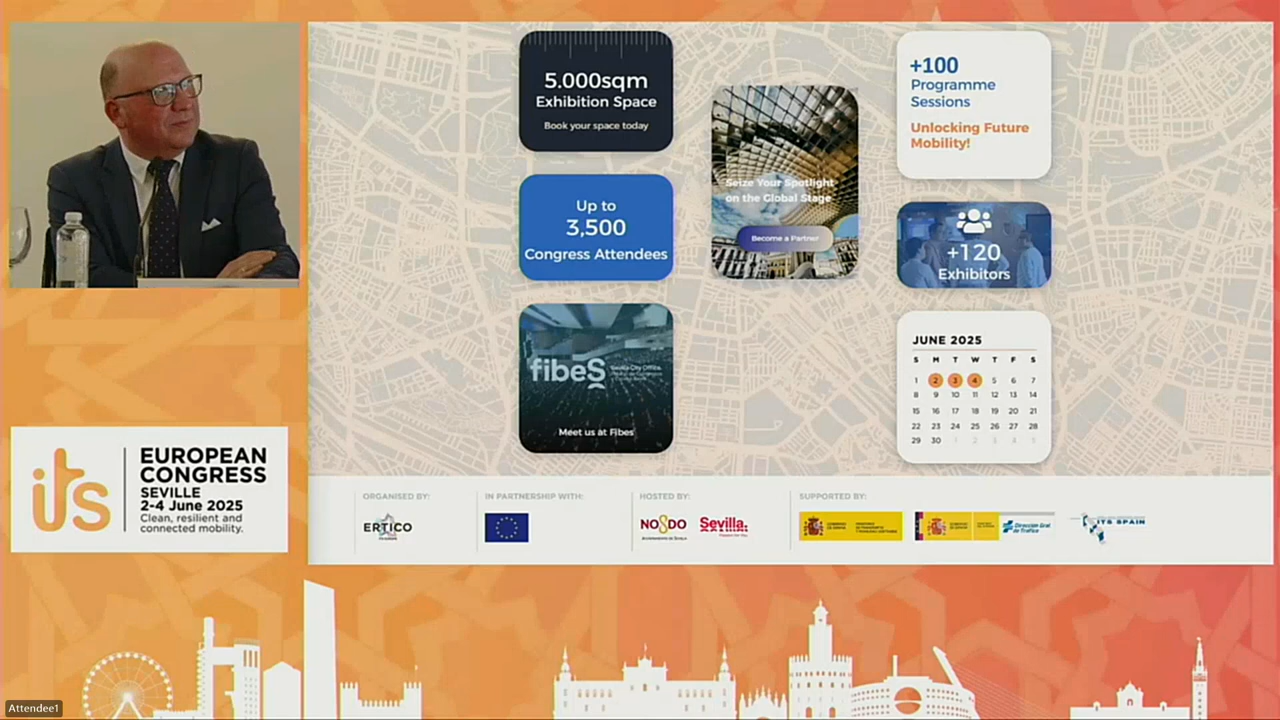 5.000sqm
Exhibition Space
Book your space today
Up to
3,500
Congress Attendees
fibeS
Meet us at Fibes
Seize Your Spotlight
on the Global Stage
Become a Partner
+100
Programme
Sessions
Unlocking Future
Mobility!
+120
Exhibitors
JUNE 2025
S M T W T F S
1 2 3 4 5 6 7
8 9 10 11 12 13 14
15 16 17 18 19 20 21
22 23 24 25 26 27 28
29 30 1 2 3 4 5
its
EUROPEAN
CONGRESS
SEVILLE
2-4 June 2025
Clean, resilient and
connected mobility.
ORGANISED BY:
ERTICO
IN PARTNERSHIP WITH:
HOSTED BY:
NO8DO
Sevilla.
SUPPORTED BY:
Dirección Gral.
de Tráfico
ITS SPAIN
Attendee1